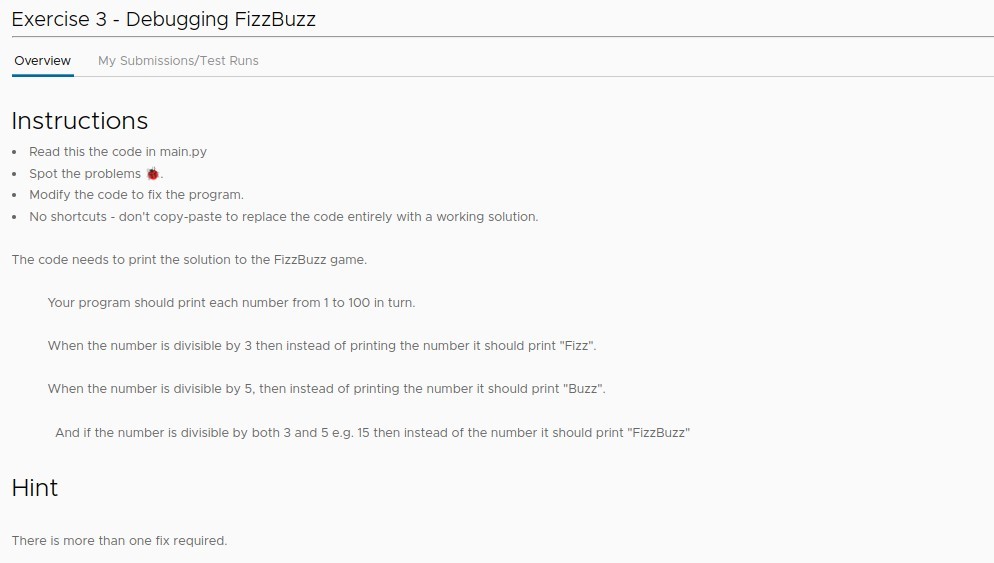 Exercise 3 - Debugging FizzBuzz
Overview My Submissions/Test Runs
Instructions
• Read this the code in main.py
• Spot the problems 🐞.
• Modify the code to fix the program.
• No shortcuts - don't copy-paste to replace the code entirely with a working solution.
The code needs to print the solution to the FizzBuzz game.
Your program should print each number from 1 to 100 in turn.
When the number is divisible by 3 then instead of printing the number it should print "Fizz".
When the number is divisible by 5, then instead of printing the number it should print "Buzz".
And if the number is divisible by both 3 and 5 e.g. 15 then instead of the number it should print "FizzBuzz"
Hint
There is more than one fix required.